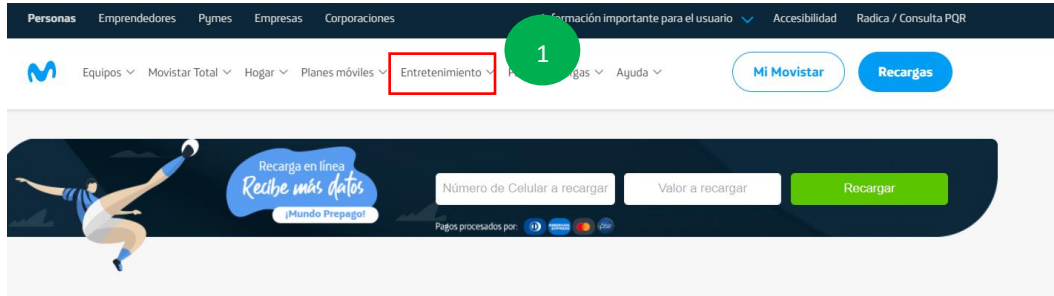 Personas Emprendedores Pymes Empresas Corporaciones
formación importante para el usuario Accesibilidad Radica / Consulta PQR
1
Equipos Movistar Total Hogar Planes móviles Entretenimiento Ayuda
Mi Movistar Recargas
Recarga en línea
Recibe más datos
¡Mundo Prepago!
Número de Celular a recargar Valor a recargar Recargar
Pagos procesados por: